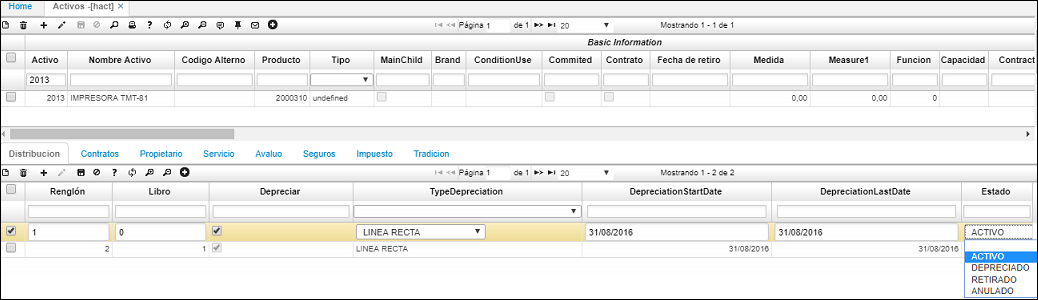 Home Activos -[hact] ×
Página 1 de 1 20 Mostrando 1 - 1 de 1
Basic Information
Activo Nombre Activo Codigo Alterno Producto Tipo MainChild Brand ConditionUse Commited Contrato Fecha de retiro Medida Measure1 Funcion Capacidad Contract
2013
2013 IMPRESORA TMT-81 2000310 undefined 0,00 0,00 0
Distribucion Contratos Propietario Servicio Avaluo Seguros Impuesto Tradicion
Página 1 de 1 20 Mostrando 1 - 2 de 2
Renglón Libro Depreciar TypeDepreciation DepreciationStartDate DepreciationLastDate Estado
1 0 LINEA RECTA 31/08/2016 31/08/2016 ACTIVO
2 1 LINEA RECTA 31/08/2016 31/08/2016
ACTIVO
DEPRECIADO
RETIRADO
ANULADO